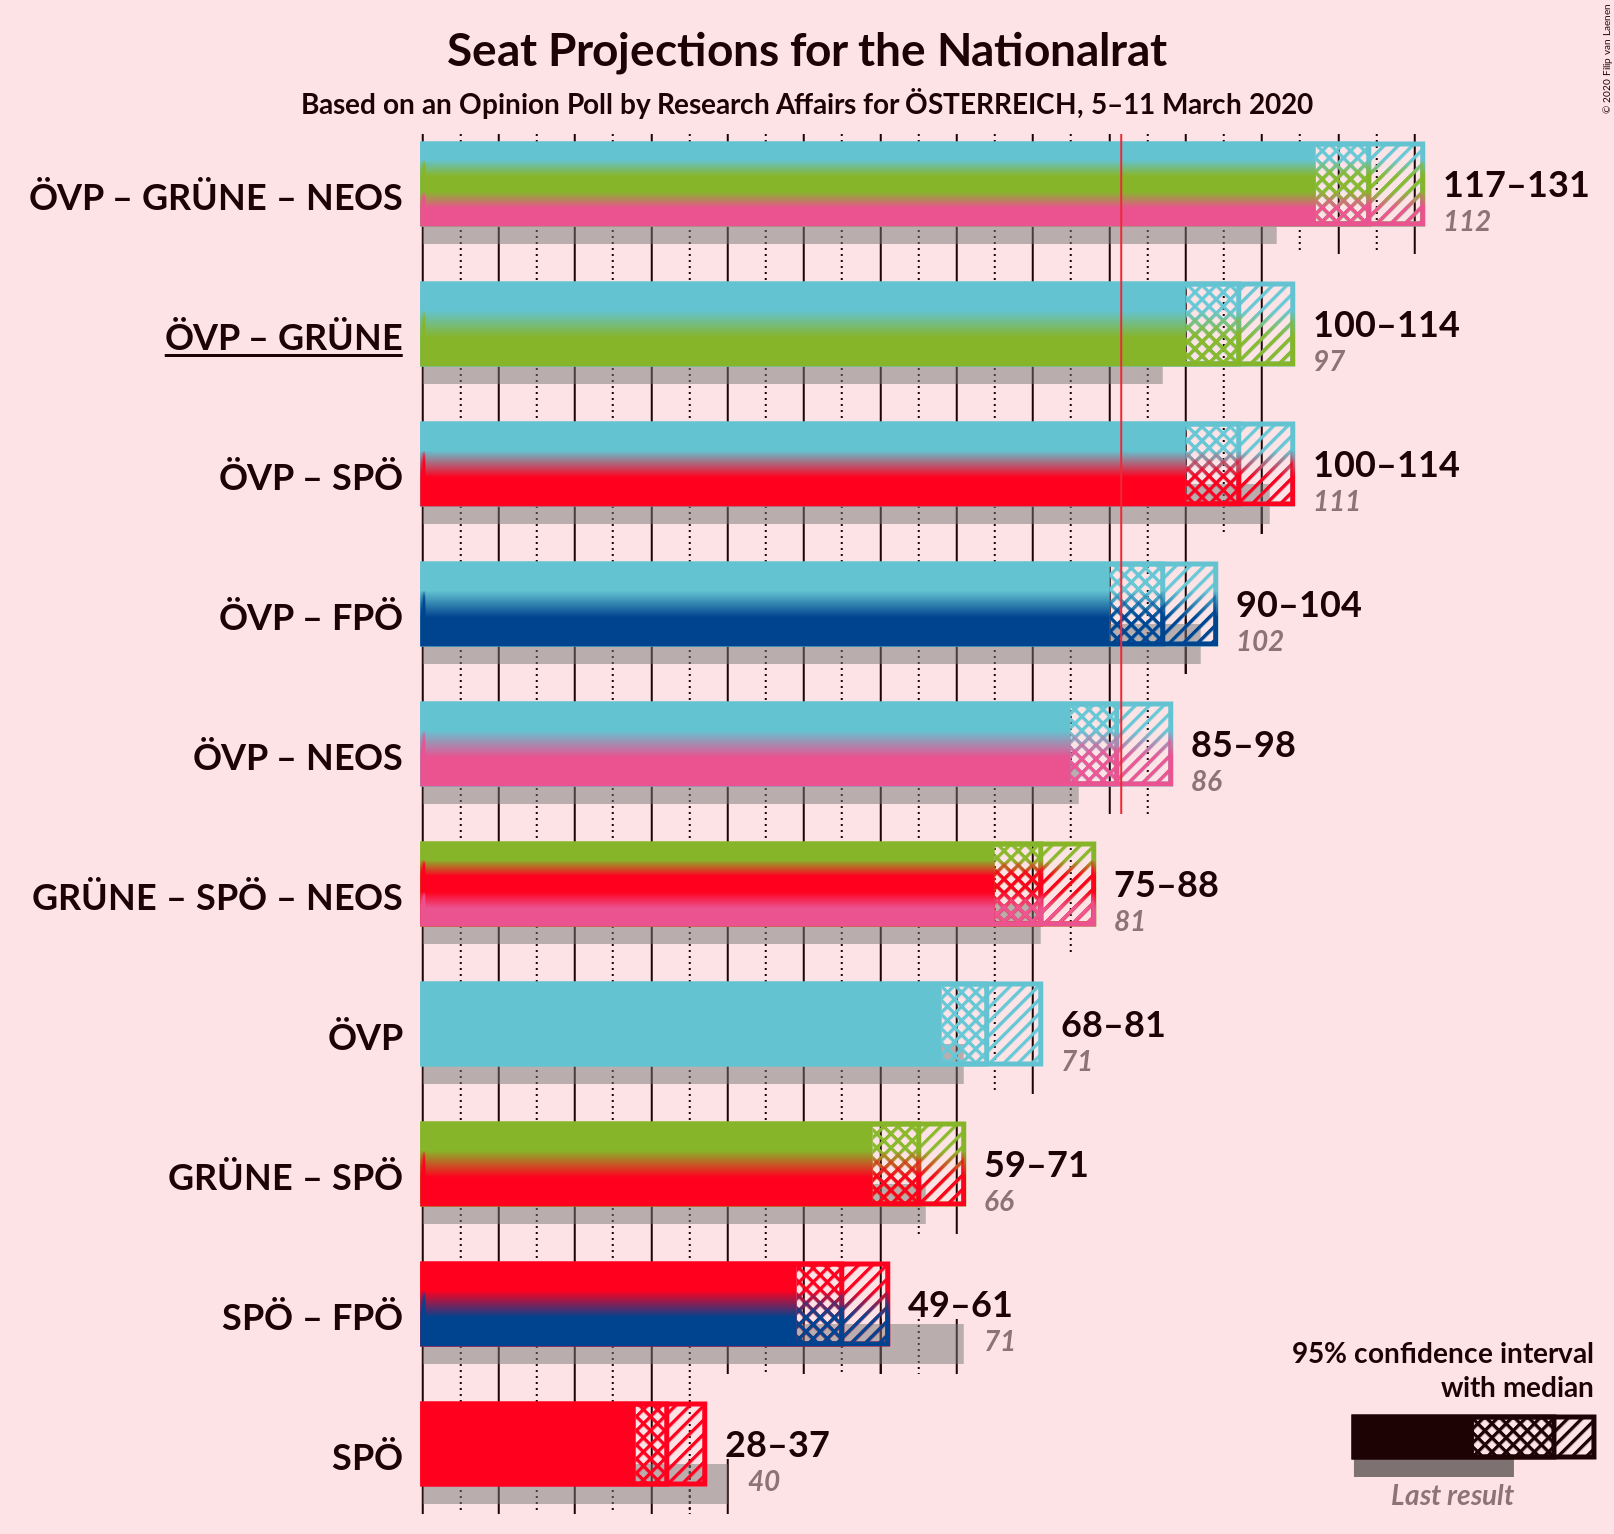 Seat Projections for the Nationalrat
Based on an Opinion Poll by Research Affairs for ÖSTERREICH, 5–11 March 2020
© 2020 Filip van Laenen
ÖVP – GRÜNE – NEOS
117–131
112
ÖVP – GRÜNE
100–114
97
ÖVP – SPÖ
100–114
111
ÖVP – FPÖ
90–104
102
ÖVP – NEOS
85–98
86
GRÜNE – SPÖ – NEOS
75–88
81
ÖVP
68–81
71
GRÜNE – SPÖ
59–71
66
SPÖ – FPÖ
49–61
71
SPÖ
28–37
40
95% confidence interval
with median
Last result